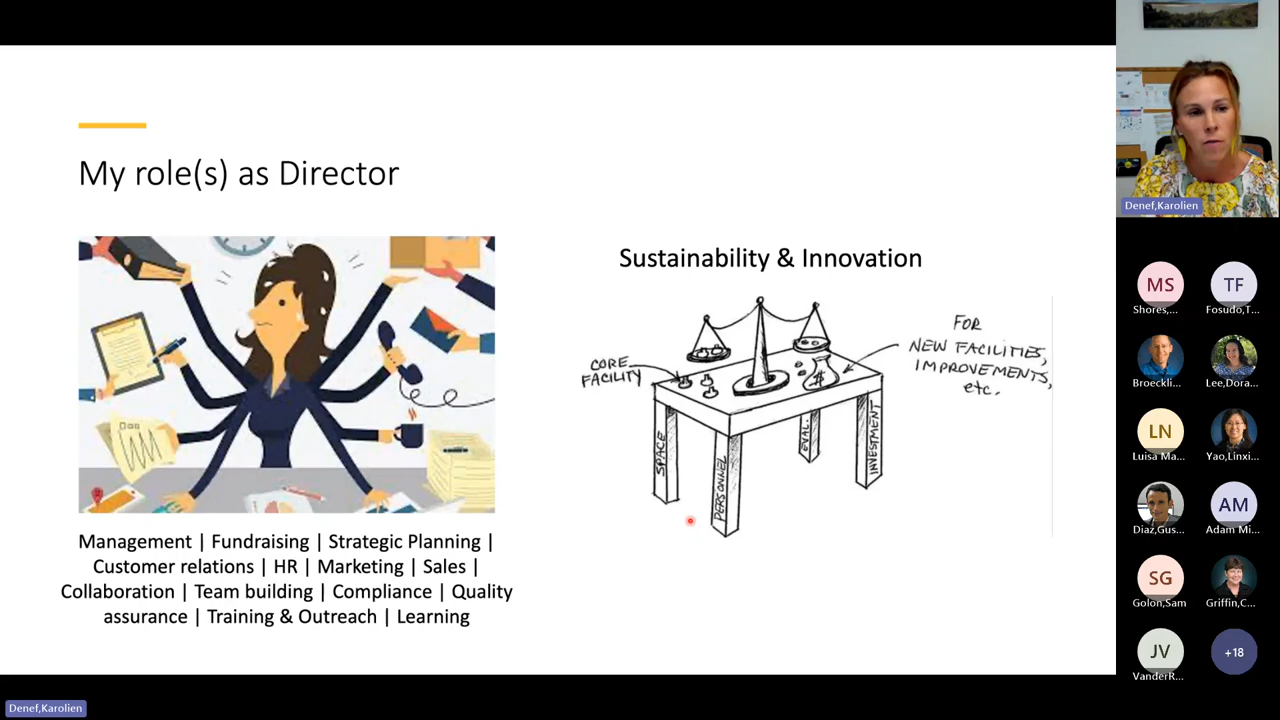 My role(s) as Director
Management | Fundraising | Strategic Planning |
Customer relations | HR | Marketing | Sales |
Collaboration | Team building | Compliance | Quality
assurance | Training & Outreach | Learning
Sustainability & Innovation
CORE
FACILITY
FOR
NEW FACILITIES,
IMPROVEMENTS,
etc.
$
SPACE
PERSONNEL
EVAL.
INVESTMENT
Denef,Karolien
MS
Shores,...
TF
Fosudo,T...
Broeckli...
Lee,Dora...
LN
Luisa Ma...
Yao,Linxi...
Diaz,Gus...
AM
Adam Mi...
SG
Golon,Sam
Griffin,C...
JV
VanderR...
+18
Denef,Karolien